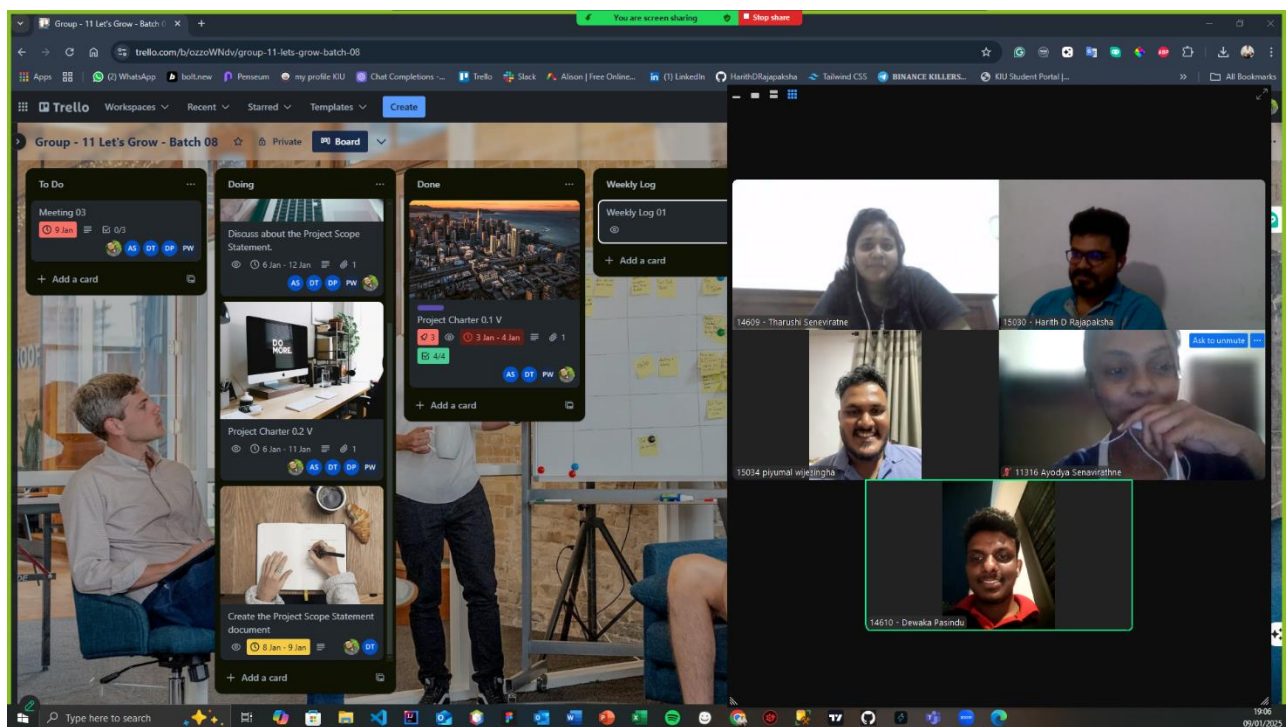 You are screen sharing Stop share
Group - 11 Let's Grow - Batch 0
trello.com/b/ozzoWNdv/group-11-lets-grow-batch-08
Apps (2) WhatsApp bolt.new Penseum my profile KIU Chat Completions -... Trello Slack Alison | Free Online... (1) LinkedIn HarithDRajapaksha Tailwind CSS BINANCE KILLERS... KIU Student Portal |... All Bookmarks
Trello Workspaces Recent Starred Templates Create
Group - 11 Let's Grow - Batch 08 Private Board
To Do
Meeting 03
9 Jan 0/3
AS DT DP PW
+ Add a card
Doing
Discuss about the Project Scope
Statement.
6 Jan - 12 Jan 1
AS DT DP PW
DO
MORE.
Project Charter 0.2 V
6 Jan - 11 Jan 1
AS DT DP PW
Create the Project Scope Statement
document
8 Jan - 9 Jan
DT
+ Add a card
Done
Project Charter 0.1 V
3 3 Jan - 4 Jan 1
4/4
AS DT PW
+ Add a card
Weekly Log
Weekly Log 01
+ Add a card
14609 - Tharushi Seneviratne
15030 - Harith D Rajapaksha
Ask to unmute
15034 piyumal wijesingha
11316 Ayodya Senavirathne
14610 - Dewaka Pasindu
Type here to search
19:06
09/01/2025